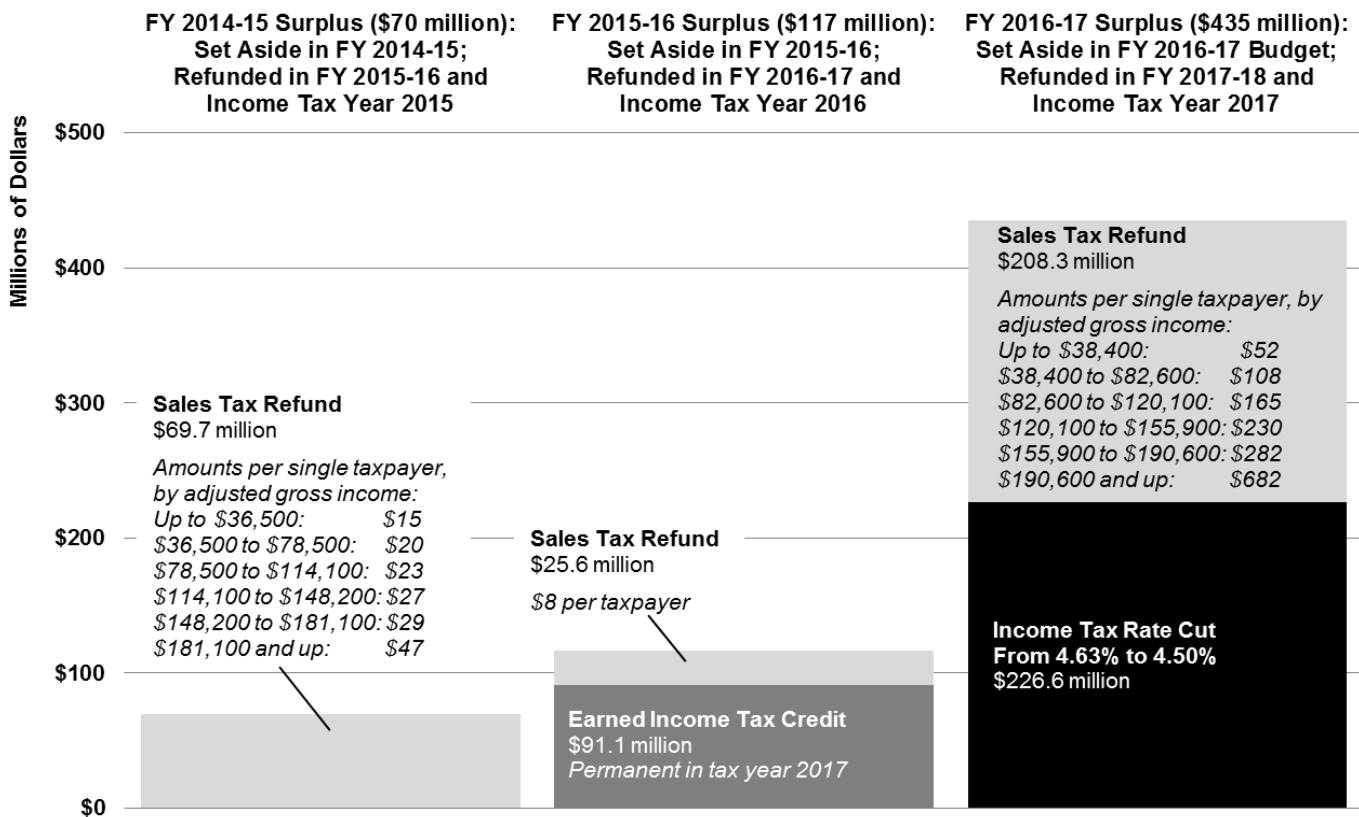 FY 2014-15 Surplus ($70 million):
Set Aside in FY 2014-15;
Refunded in FY 2015-16 and
Income Tax Year 2015
FY 2015-16 Surplus ($117 million):
Set Aside in FY 2015-16;
Refunded in FY 2016-17 and
Income Tax Year 2016
FY 2016-17 Surplus ($435 million):
Set Aside in FY 2016-17 Budget;
Refunded in FY 2017-18 and
Income Tax Year 2017
Millions of Dollars
$500
$400
$300
$200
$100
$0
Sales Tax Refund
$69.7 million
Amounts per single taxpayer,
by adjusted gross income:
Up to $36,500: $15
$36,500 to $78,500: $20
$78,500 to $114,100: $23
$114,100 to $148,200: $27
$148,200 to $181,100: $29
$181,100 and up: $47
Sales Tax Refund
$25.6 million
$8 per taxpayer
Earned Income Tax Credit
$91.1 million
Permanent in tax year 2017
Sales Tax Refund
$208.3 million
Amounts per single taxpayer, by
adjusted gross income:
Up to $38,400: $52
$38,400 to $82,600: $108
$82,600 to $120,100: $165
$120,100 to $155,900: $230
$155,900 to $190,600: $282
$190,600 and up: $682
Income Tax Rate Cut
From 4.63% to 4.50%
$226.6 million